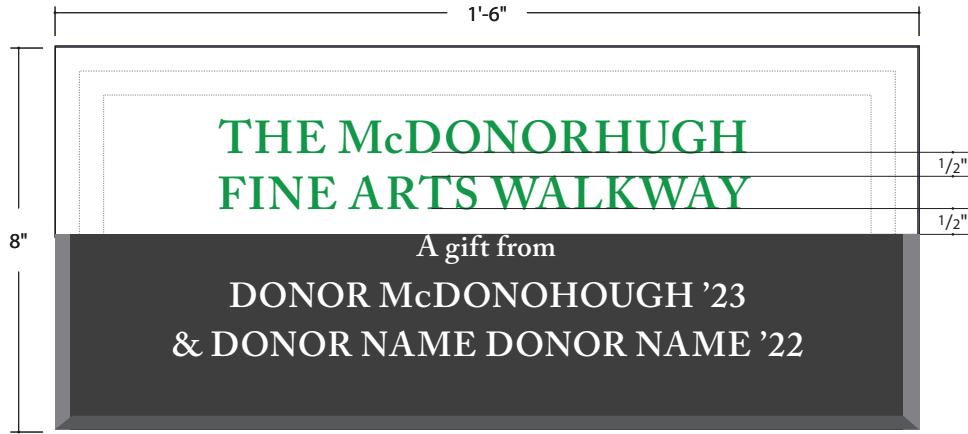 1'-6"
THE McDONORHUGH
1/2"
FINE ARTS WALKWAY
1/2"
8"
A gift from
DONOR McDONOHOUGH ’23
& DONOR NAME DONOR NAME ’22